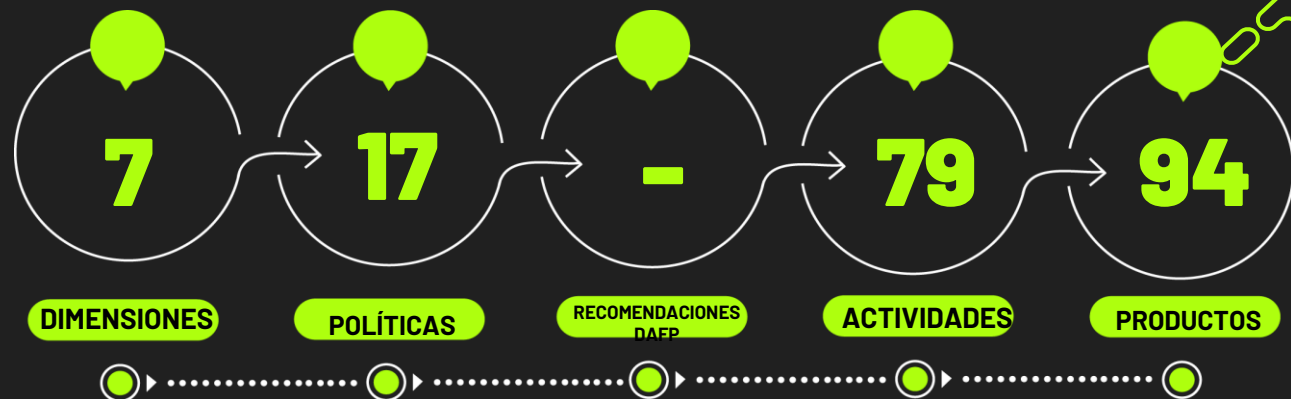 7
17
-
79
94
DIMENSIONES
POLÍTICAS
RECOMENDACIONES
DAFP
ACTIVIDADES
PRODUCTOS